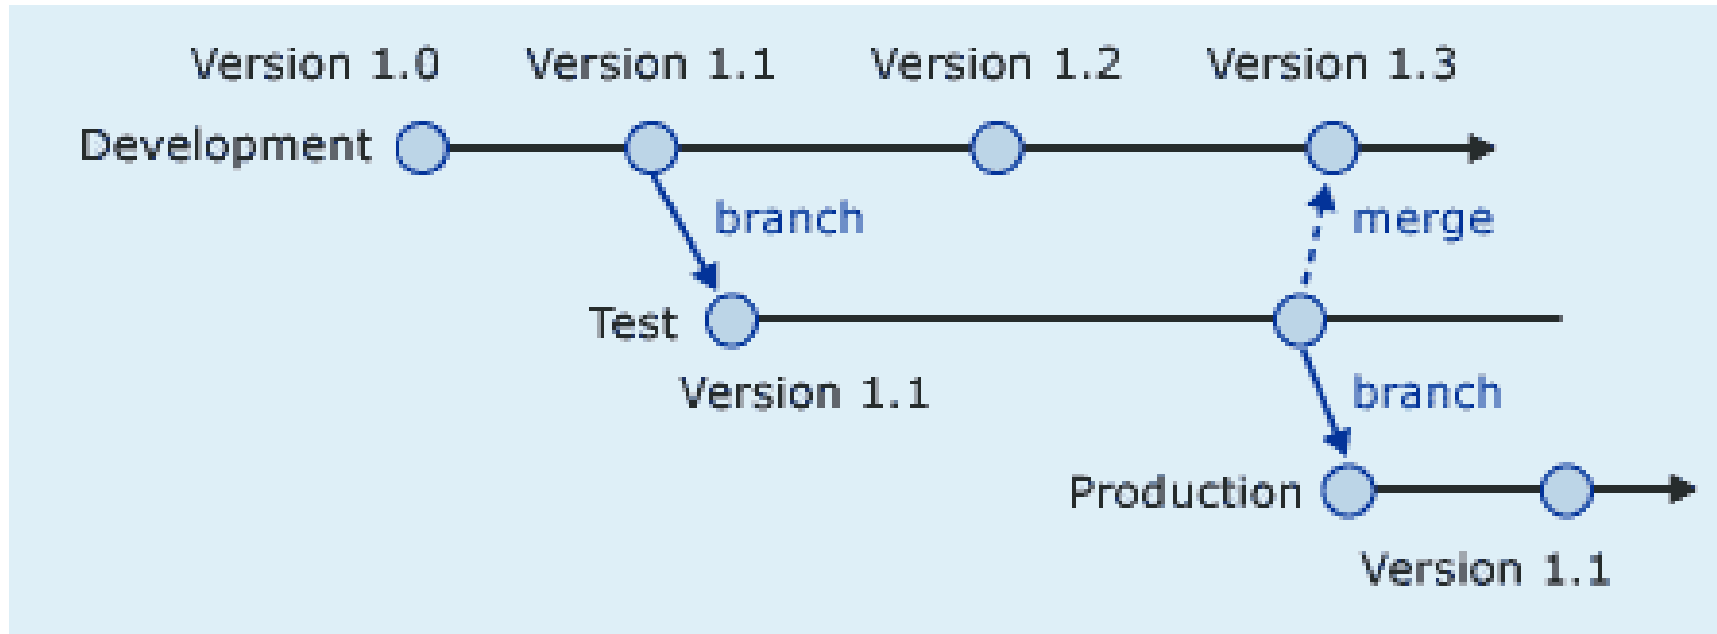 Version 1.0 Version 1.1 Version 1.2 Version 1.3
Development
branch merge
Test
Version 1.1 branch
Production
Version 1.1